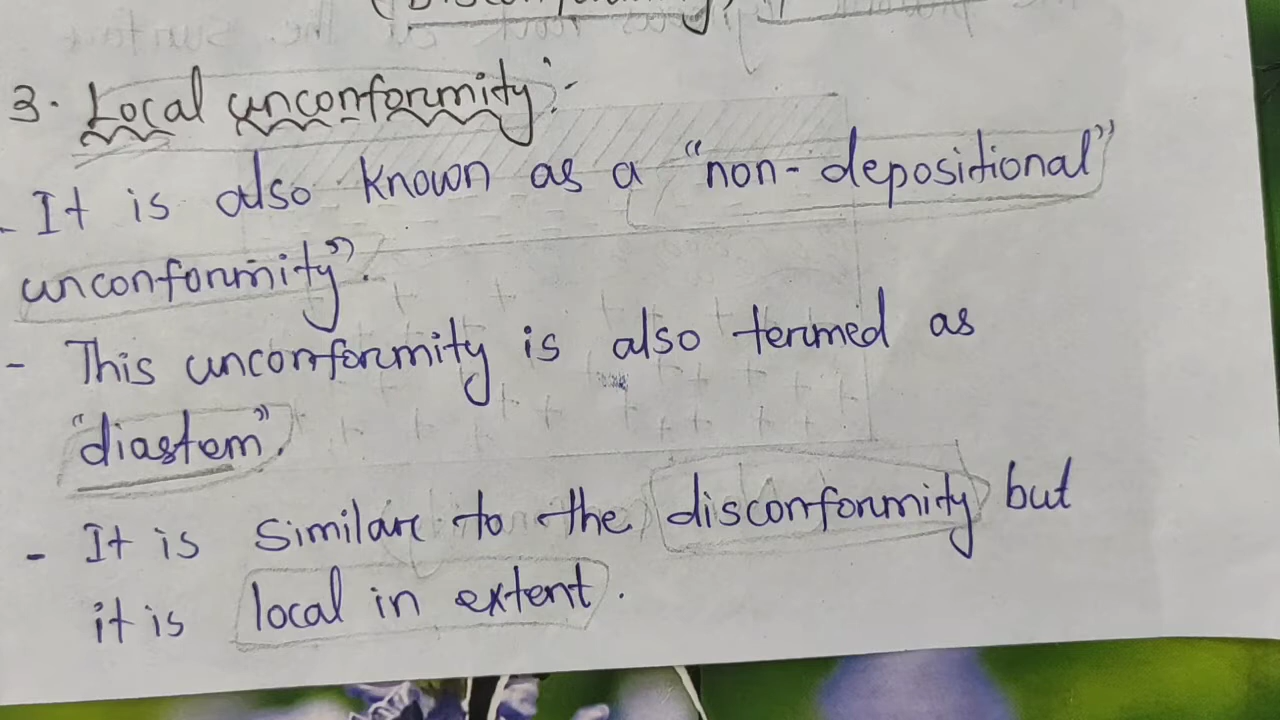 (Disconformity)
3. Local unconformity :-
- It is also known as a "non-depositional"
unconformity".
- This unconformity is also termed as
"diastem".
- It is similar to the disconformity but
it is local in extent.